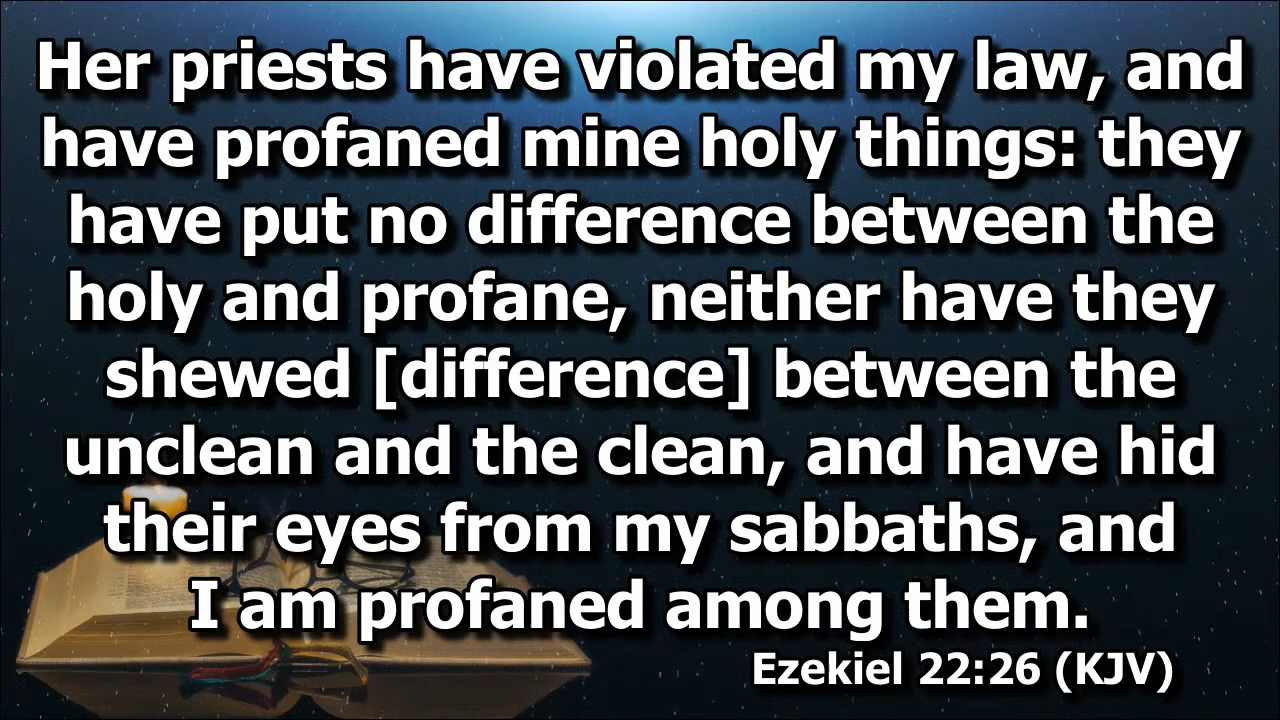 Her priests have violated my law, and
have profaned mine holy things: they
have put no difference between the
holy and profane, neither have they
shewed [difference] between the
unclean and the clean, and have hid
their eyes from my sabbaths, and
I am profaned among them.
Ezekiel 22:26 (KJV)